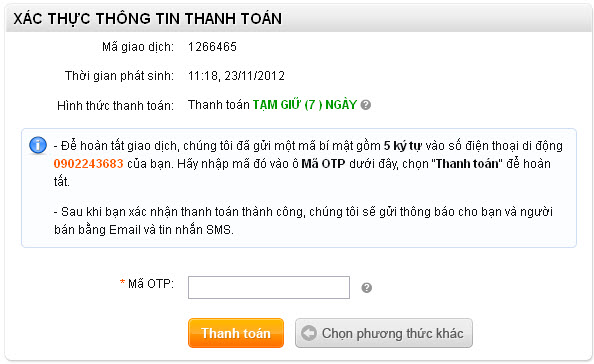 XÁC THỰC THÔNG TIN THANH TOÁN
Mã giao dịch: 1266465
Thời gian phát sinh: 11:18, 23/11/2012
Hình thức thanh toán: Thanh toán TẠM GIỮ (7 ) NGÀY ?
i - Để hoàn tất giao dịch, chúng tôi đã gửi một mã bí mật gồm 5 ký tự vào số điện thoại di động
0902243683 của bạn. Hãy nhập mã đó vào ô Mã OTP dưới đây, chọn "Thanh toán" để hoàn
tất.
- Sau khi bạn xác nhận thanh toán thành công, chúng tôi sẽ gửi thông báo cho bạn và người
bán bằng Email và tin nhắn SMS.
* Mã OTP: ?
Thanh toán Chọn phương thức khác